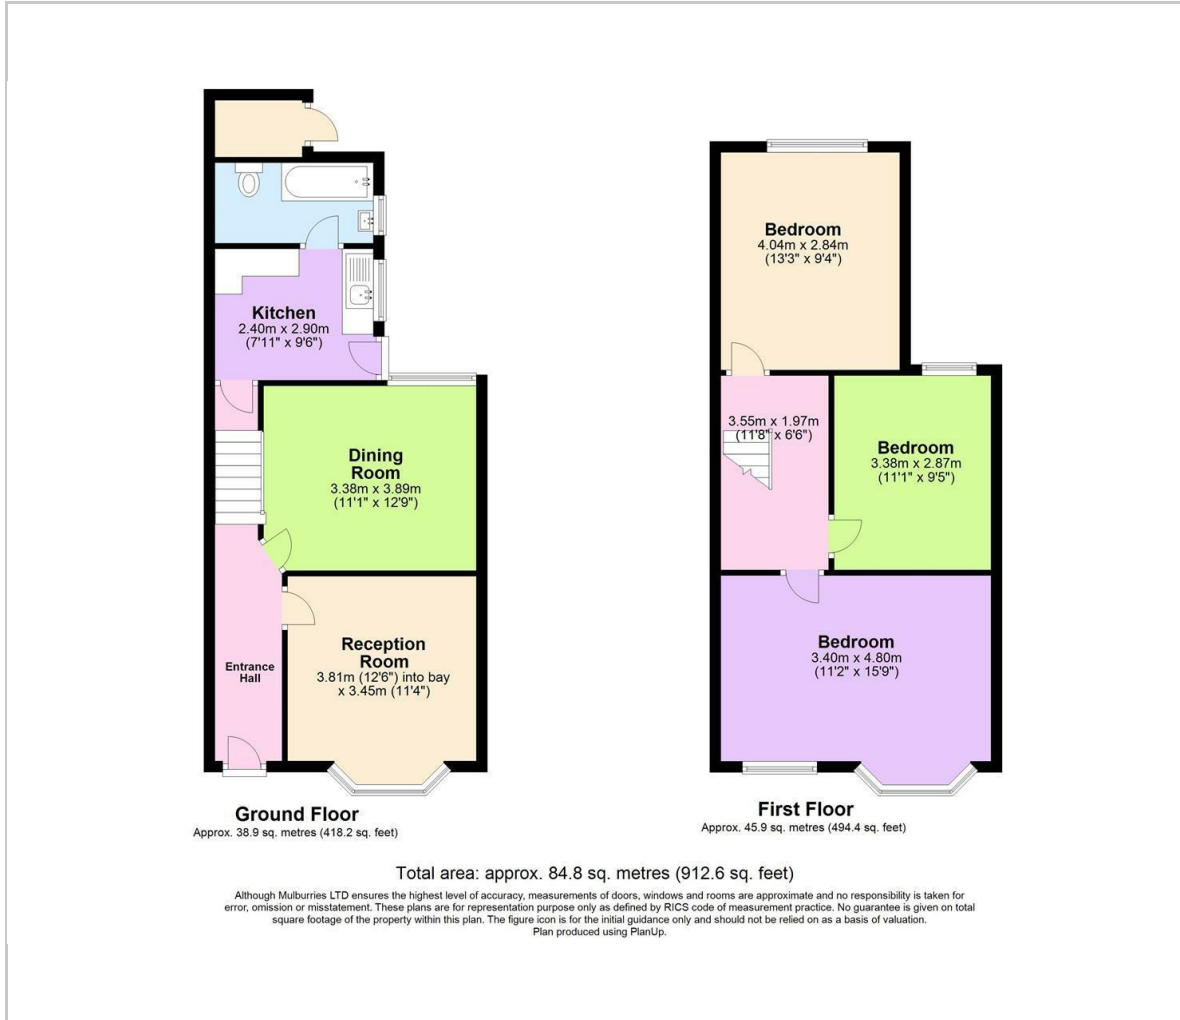 Kitchen
2.40m x 2.90m
(7'11" x 9'6")
Dining
Room
3.38m x 3.89m
(11'1" x 12'9")
Reception
Room
3.81m (12'6") into bay
x 3.45m (11'4")
Entrance
Hall
Ground Floor
Approx. 38.9 sq. metres (418.2 sq. feet)
Bedroom
4.04m x 2.84m
(13'3" x 9'4")
3.55m x 1.97m
(11'8" x 6'6")
Bedroom
3.38m x 2.87m
(11'1" x 9'5")
Bedroom
3.40m x 4.80m
(11'2" x 15'9")
First Floor
Approx. 45.9 sq. metres (494.4 sq. feet)
Total area: approx. 84.8 sq. metres (912.6 sq. feet)
Although Mulburries LTD ensures the highest level of accuracy, measurements of doors, windows and rooms are approximate and no responsibility is taken for
error, omission or misstatement. These plans are for representation purpose only as defined by RICS code of measurement practice. No guarantee is given on total
square footage of the property within this plan. The figure icon is for the initial guidance only and should not be relied on as a basis of valuation.
Plan produced using PlanUp.